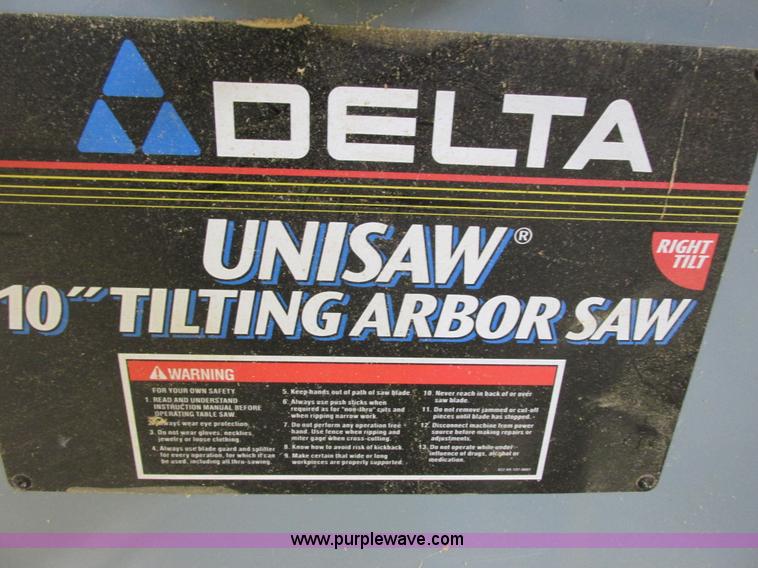 DELTA
UNISAW®
RIGHT
TILT
10" TILTING ARBOR SAW
WARNING
FOR YOUR OWN SAFETY
1. READ AND UNDERSTAND
INSTRUCTION MANUAL BEFORE
OPERATING TABLE SAW.
always wear eye protection.
3. Do not wear gloves, necklies,
jewelry or loose clothing.
4. Always use blade guard and splitter
for every operation, for which it can
be used, including all thru-sawing.
5. Keep hands out of path of saw blade.
6. Always use push sticks when
required as for "non-thru" cuts and
when ripping narrow work.
7. Do not perform any operation free
hand. Use fence when ripping and
miter gage when cross-cutting.
8. Know how to avoid risk of kickback.
9. Make certain that wide or long
workpieces are properly supported.
10. Never reach in back of or over
saw blade.
11. Do not remove jammed or cut-off
pieces until blade has stopped.
12. Disconnect machine from power
source before making repairs or
adjustments.
13. Do not operate while under
influence of drugs, alcohol or
medication.
www.purplewave.com